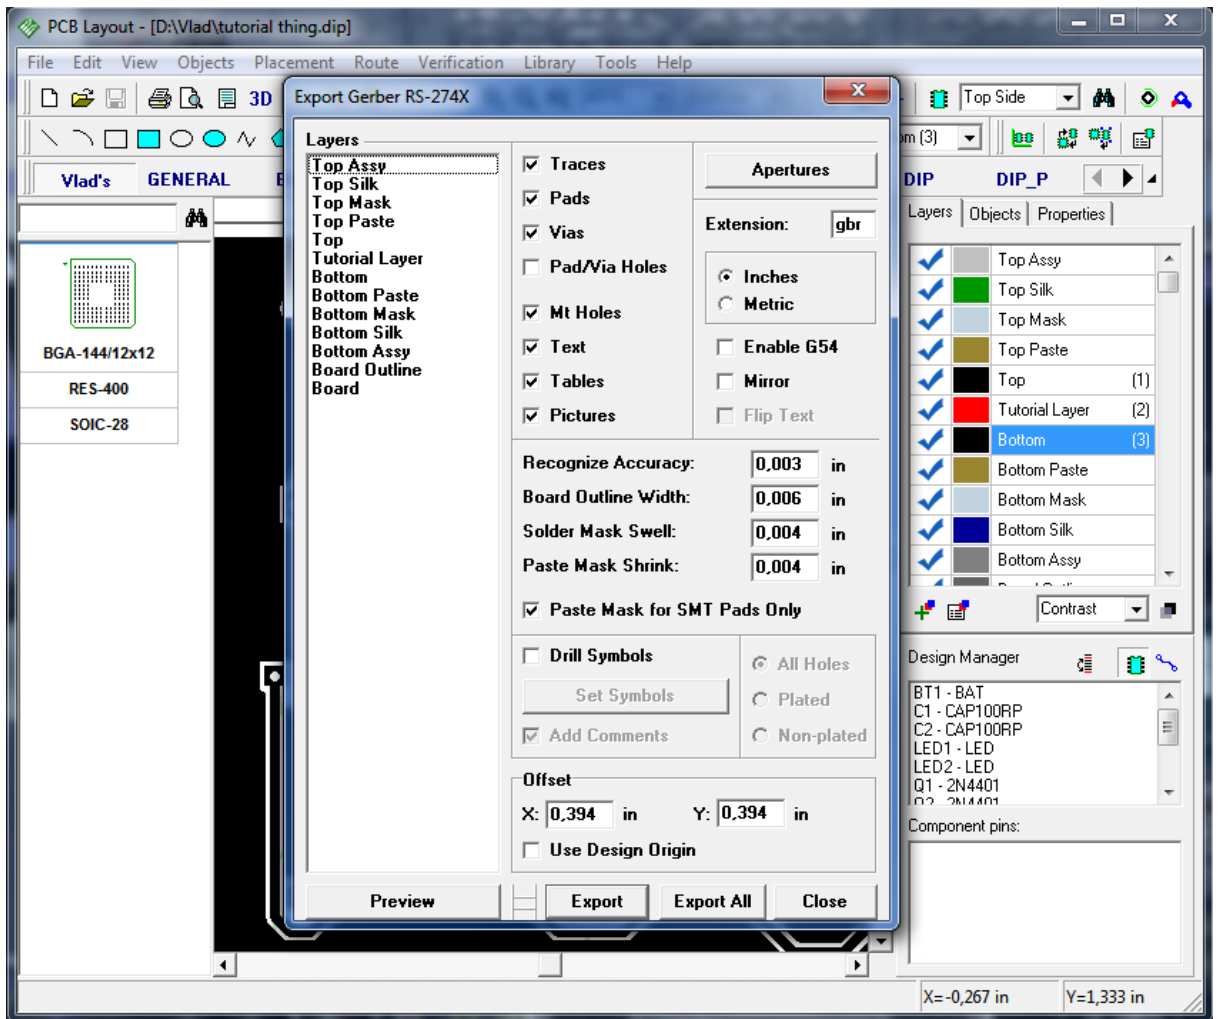 PCB Layout - [D:\Vlad\tutorial thing.dip]
File Edit View Objects Placement Route Verification Library Tools Help
3D
Top Side
(3)
Vlad's GENERAL
DIP DIP_P
BGA-144/12x12
RES-400
SOIC-28
Export Gerber RS-274X
Layers
Top Assy
Top Silk
Top Mask
Top Paste
Top
Tutorial Layer
Bottom
Bottom Paste
Bottom Mask
Bottom Silk
Bottom Assy
Board Outline
Board
Preview
Traces
Pads
Vias
Pad/Via Holes
Mt Holes
Text
Tables
Pictures
Apertures
Extension: gbr
Inches
Metric
Enable G54
Mirror
Flip Text
Recognize Accuracy: 0,003 in
Board Outline Width: 0,006 in
Solder Mask Swell: 0,004 in
Paste Mask Shrink: 0,004 in
Paste Mask for SMT Pads Only
Drill Symbols
Set Symbols
Add Comments
All Holes
Plated
Non-plated
Offset
X: 0,394 in Y: 0,394 in
Use Design Origin
Export Export All Close
Layers Objects Properties
Top Assy
Top Silk
Top Mask
Top Paste
Top (1)
Tutorial Layer (2)
Bottom (3)
Bottom Paste
Bottom Mask
Bottom Silk
Bottom Assy
Contrast
Design Manager
BT1 - BAT
C1 - CAP100RP
C2 - CAP100RP
LED1 - LED
LED2 - LED
Q1 - 2N4401
Q2 - 2N4401
Component pins:
X=-0,267 in Y=1,333 in